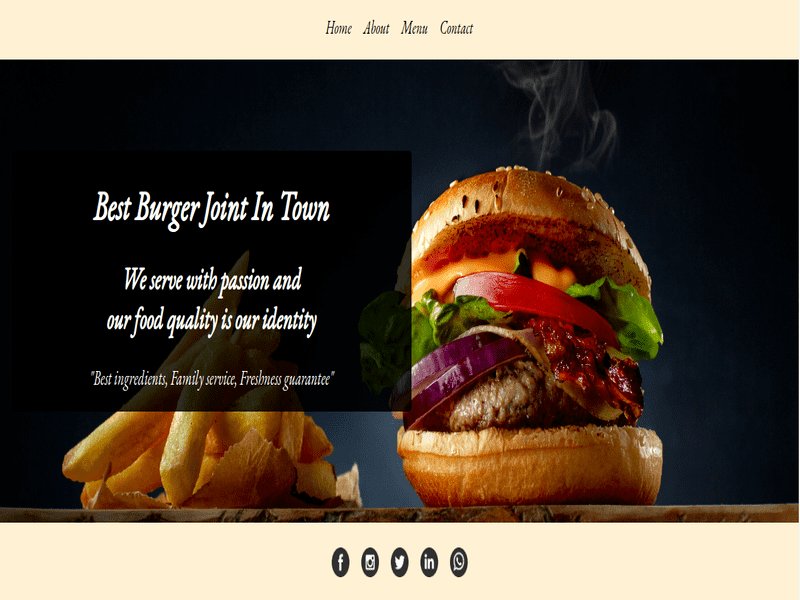 Home About Menu Contact
Best Burger Joint In Town
We serve with passion and
our food quality is our identity
"Best ingredients, Family service, Freshness guarantee"